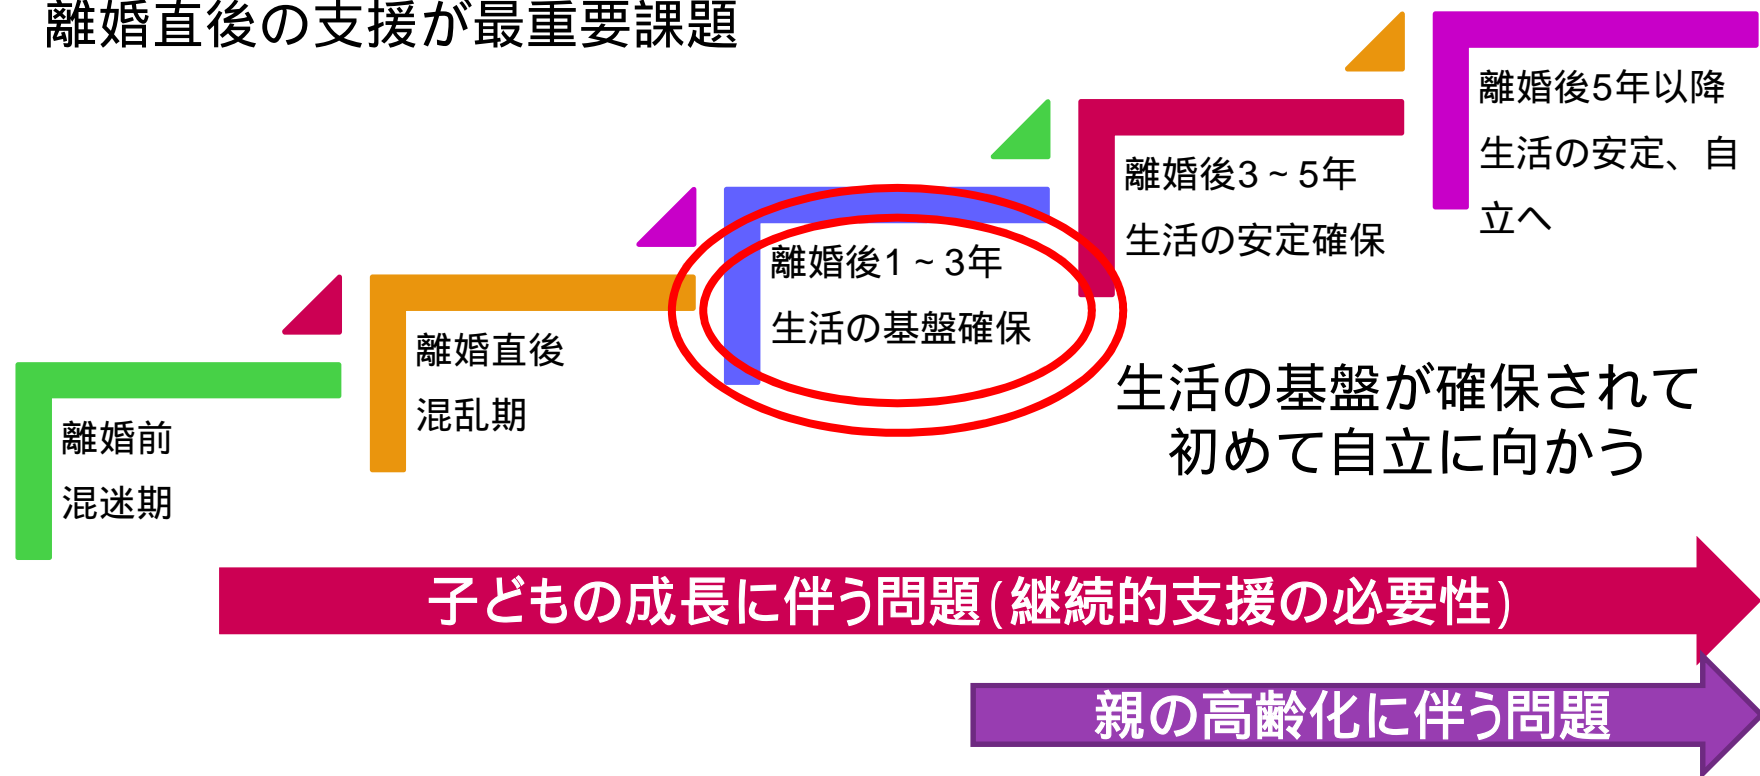 離婚直後の支援が最重要課題
離婚前
混迷期
離婚直後
混乱期
離婚後1~3年
生活の基盤確保
離婚後3~5年
生活の安定確保
離婚後5年以降
生活の安定、自
立へ
生活の基盤が確保されて
初めて自立に向かう
子どもの成長に伴う問題(継続的支援の必要性)
親の高齢化に伴う問題